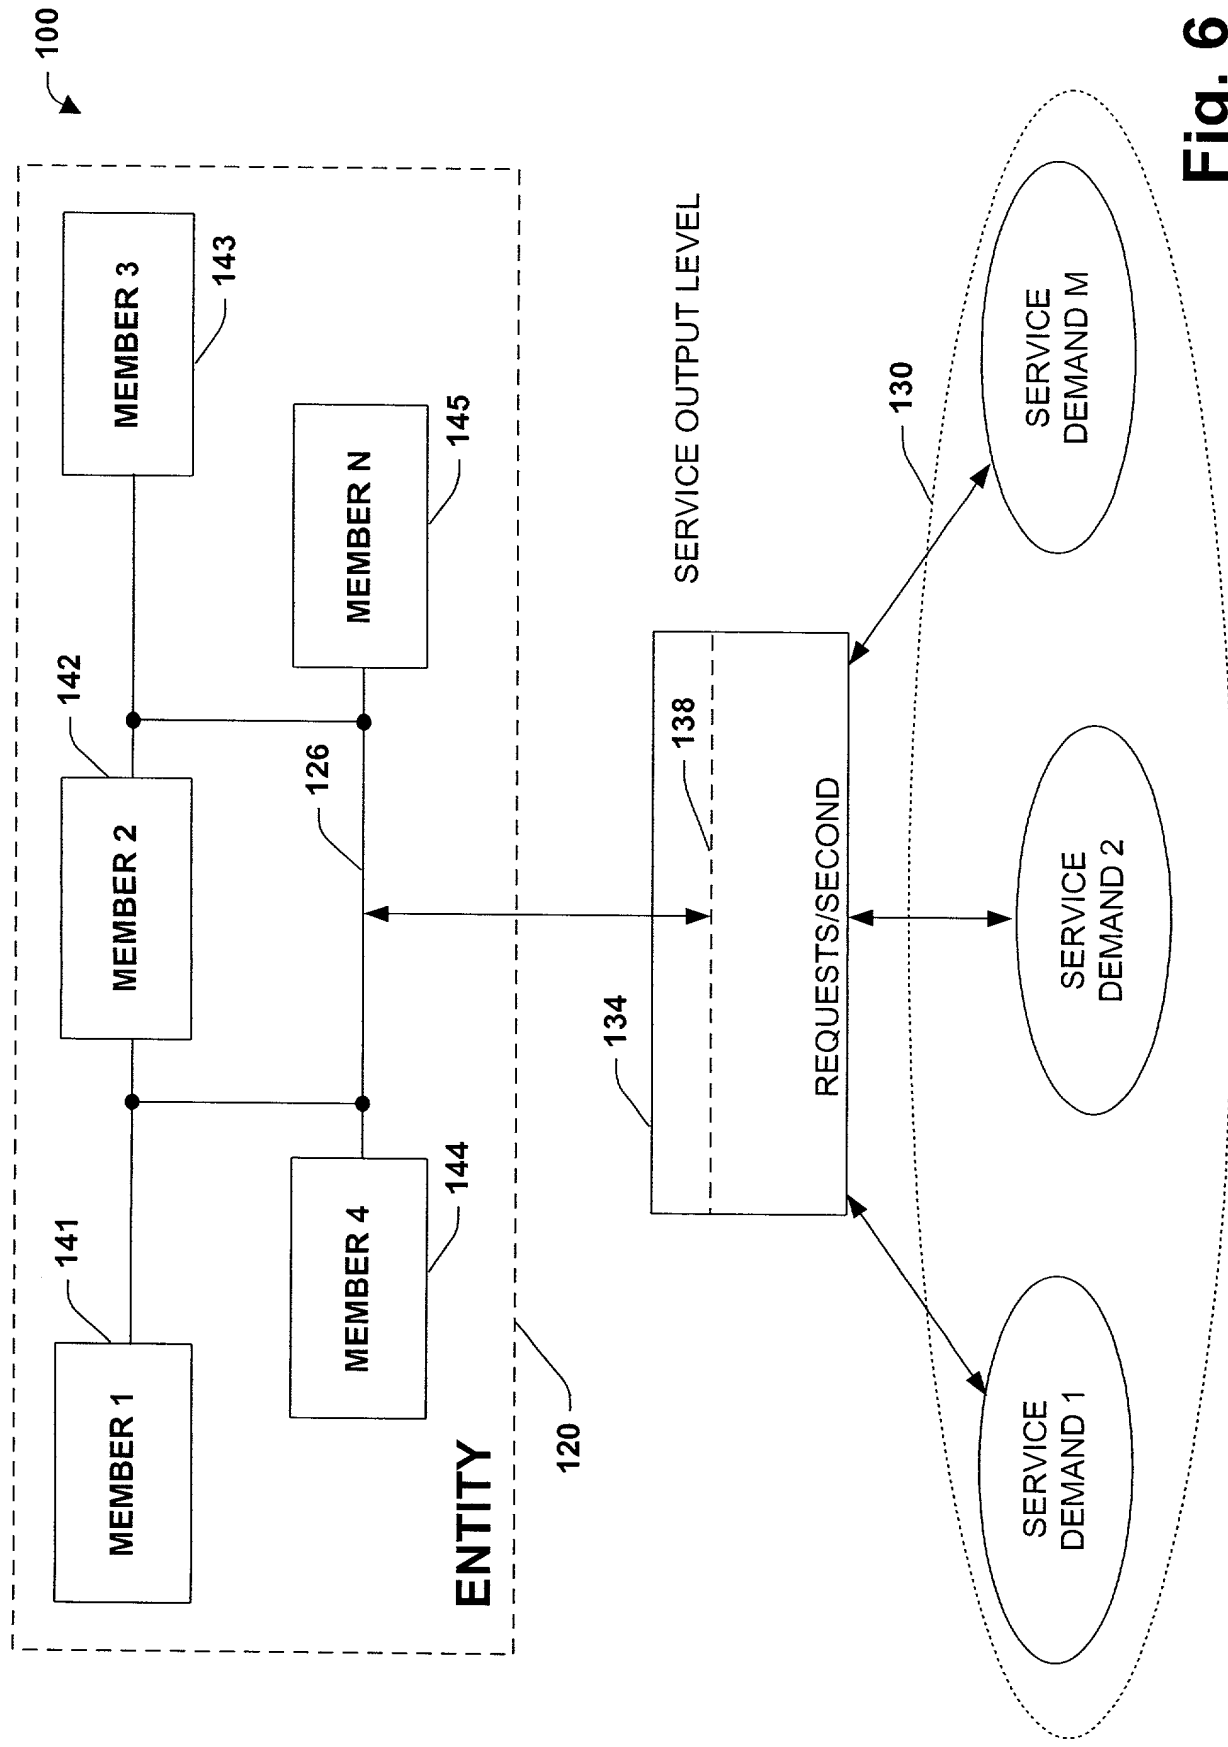 100
MEMBER 1
141
MEMBER 2
142
MEMBER 3
143
MEMBER 4
144
126
MEMBER N
145
ENTITY
120
134
138
SERVICE OUTPUT LEVEL
REQUESTS/SECOND
130
SERVICE
DEMAND 1
SERVICE
DEMAND 2
SERVICE
DEMAND M
Fig. 6